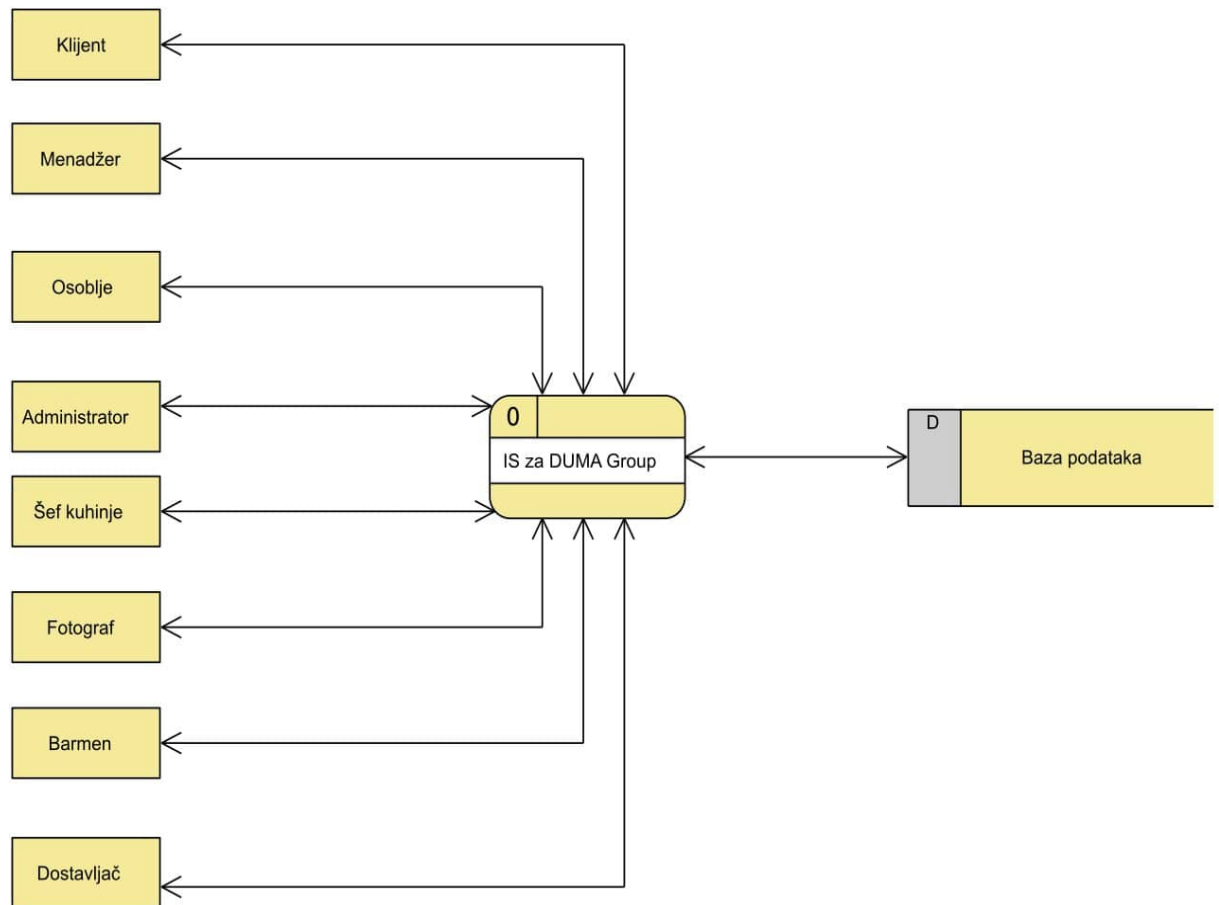 Klijent
Menadžer
Osoblje
Administrator
Šef kuhinje
Fotograf
Barmen
Dostavljač
0
IS za DUMA Group
D
Baza podataka